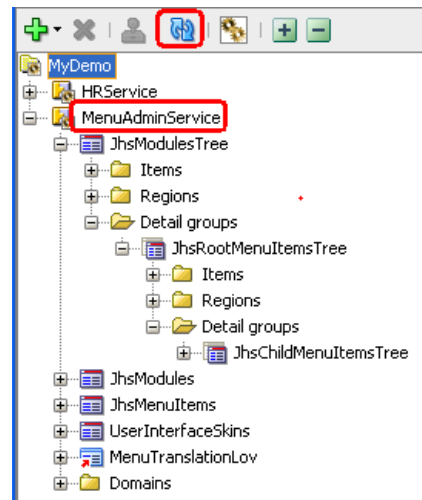 MyDemo
HRService
MenuAdminService
JhsModulesTree
Items
Regions
Detail groups
JhsRootMenuItemsTree
Items
Regions
Detail groups
JhsChildMenuItemsTree
JhsModules
JhsMenuItems
UserInterfaceSkins
MenuTranslationLov
Domains